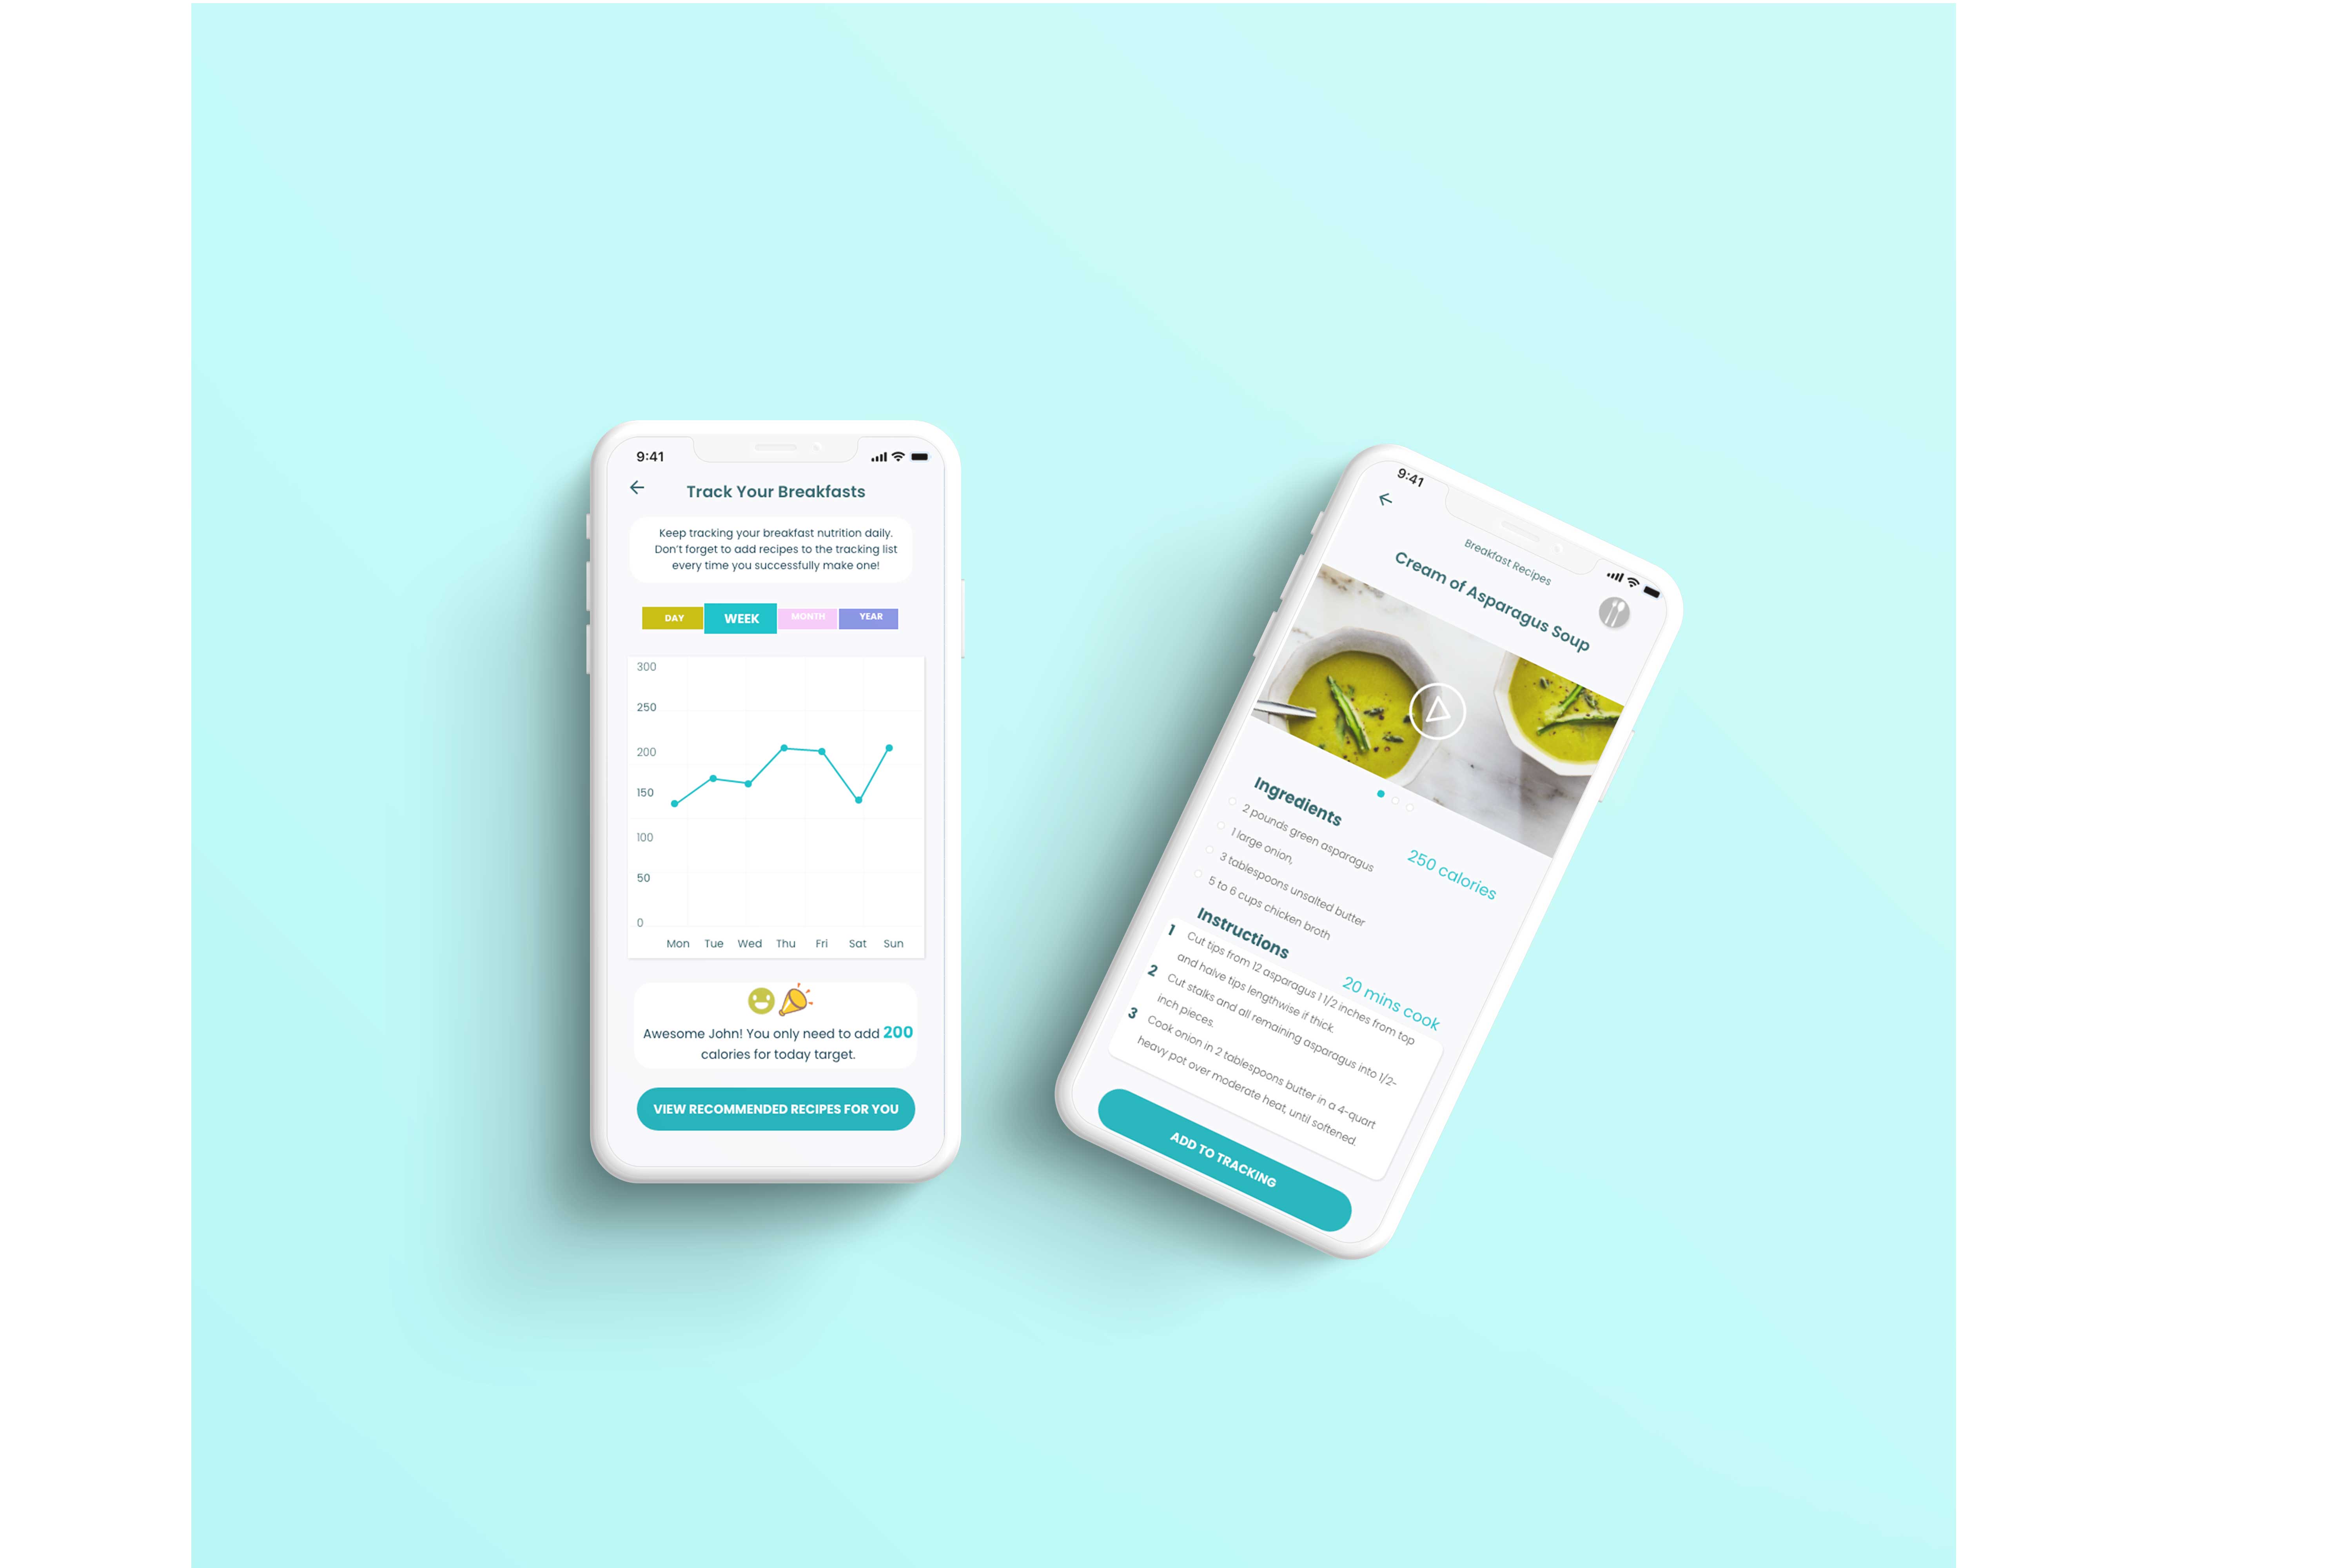 9:41
Track Your Breakfasts
Keep tracking your breakfast nutrition daily.
Don't forget to add recipes to the tracking list
every time you successfully make one!
DAY WEEK MONTH YEAR
300
250
200
150
100
50
0
Mon Tue Wed Thu Fri Sat Sun
Awesome John! You only need to add 200
calories for today target.
VIEW RECOMMENDED RECIPES FOR YOU
9:41
Breakfast Recipes
Cream of Asparagus Soup
Ingredients
2 pounds green asparagus
1 large onion,
3 tablespoons unsalted butter
5 to 6 cups chicken broth
250 calories
Instructions
20 mins cook
1 Cut tips from 12 asparagus 1 1/2 inches from top
and halve tips lengthwise if thick.
2 Cut stalks and all remaining asparagus into 1/2-
inch pieces.
3 Cook onion in 2 tablespoons butter in a 4-quart
heavy pot over moderate heat, until softened.
ADD TO TRACKING